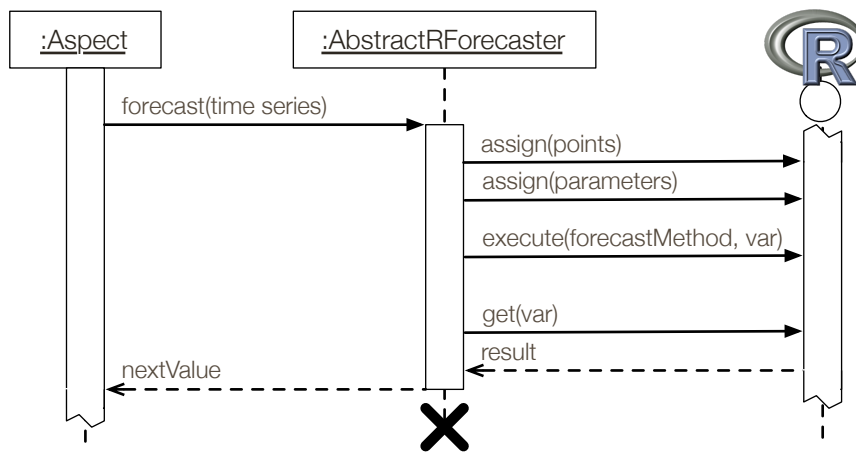 :Aspect
:AbstractRForecaster
R
forecast(time series)
assign(points)
assign(parameters)
execute(forecastMethod, var)
get(var)
result
nextValue